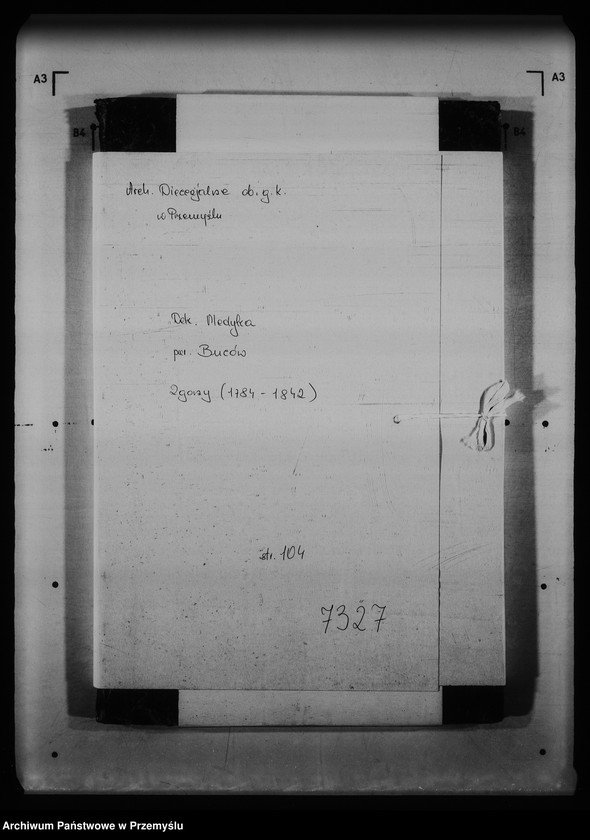 A3
A3
B4
B4
Arch. Diecezjalne ob. g. k.
w Przemyślu
Dek. Medyka
par. Buców
Zgony (1784 - 1842)
str. 104
7327
Archiwum Państwowe w Przemyślu